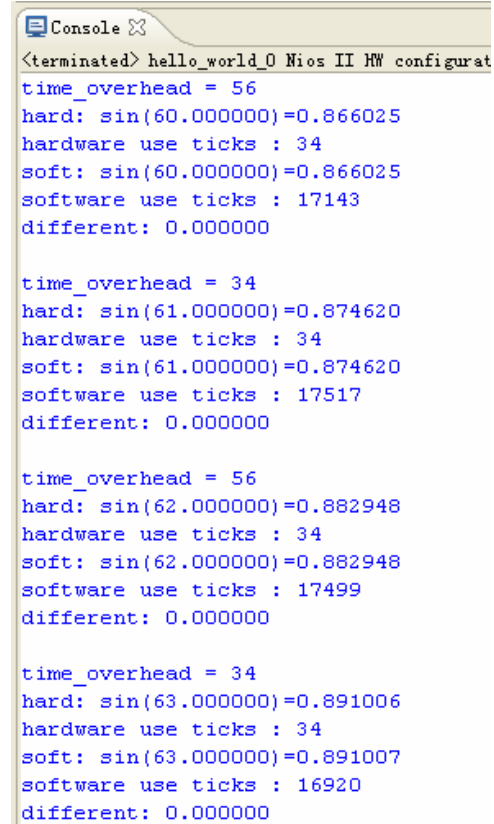 Console
<terminated> hello_world_0 Nios II HW configurat
time_overhead = 56
hard: sin(60.000000)=0.866025
hardware use ticks : 34
soft: sin(60.000000)=0.866025
software use ticks : 17143
different: 0.000000
time_overhead = 34
hard: sin(61.000000)=0.874620
hardware use ticks : 34
soft: sin(61.000000)=0.874620
software use ticks : 17517
different: 0.000000
time_overhead = 56
hard: sin(62.000000)=0.882948
hardware use ticks : 34
soft: sin(62.000000)=0.882948
software use ticks : 17499
different: 0.000000
time_overhead = 34
hard: sin(63.000000)=0.891006
hardware use ticks : 34
soft: sin(63.000000)=0.891007
software use ticks : 16920
different: 0.000000